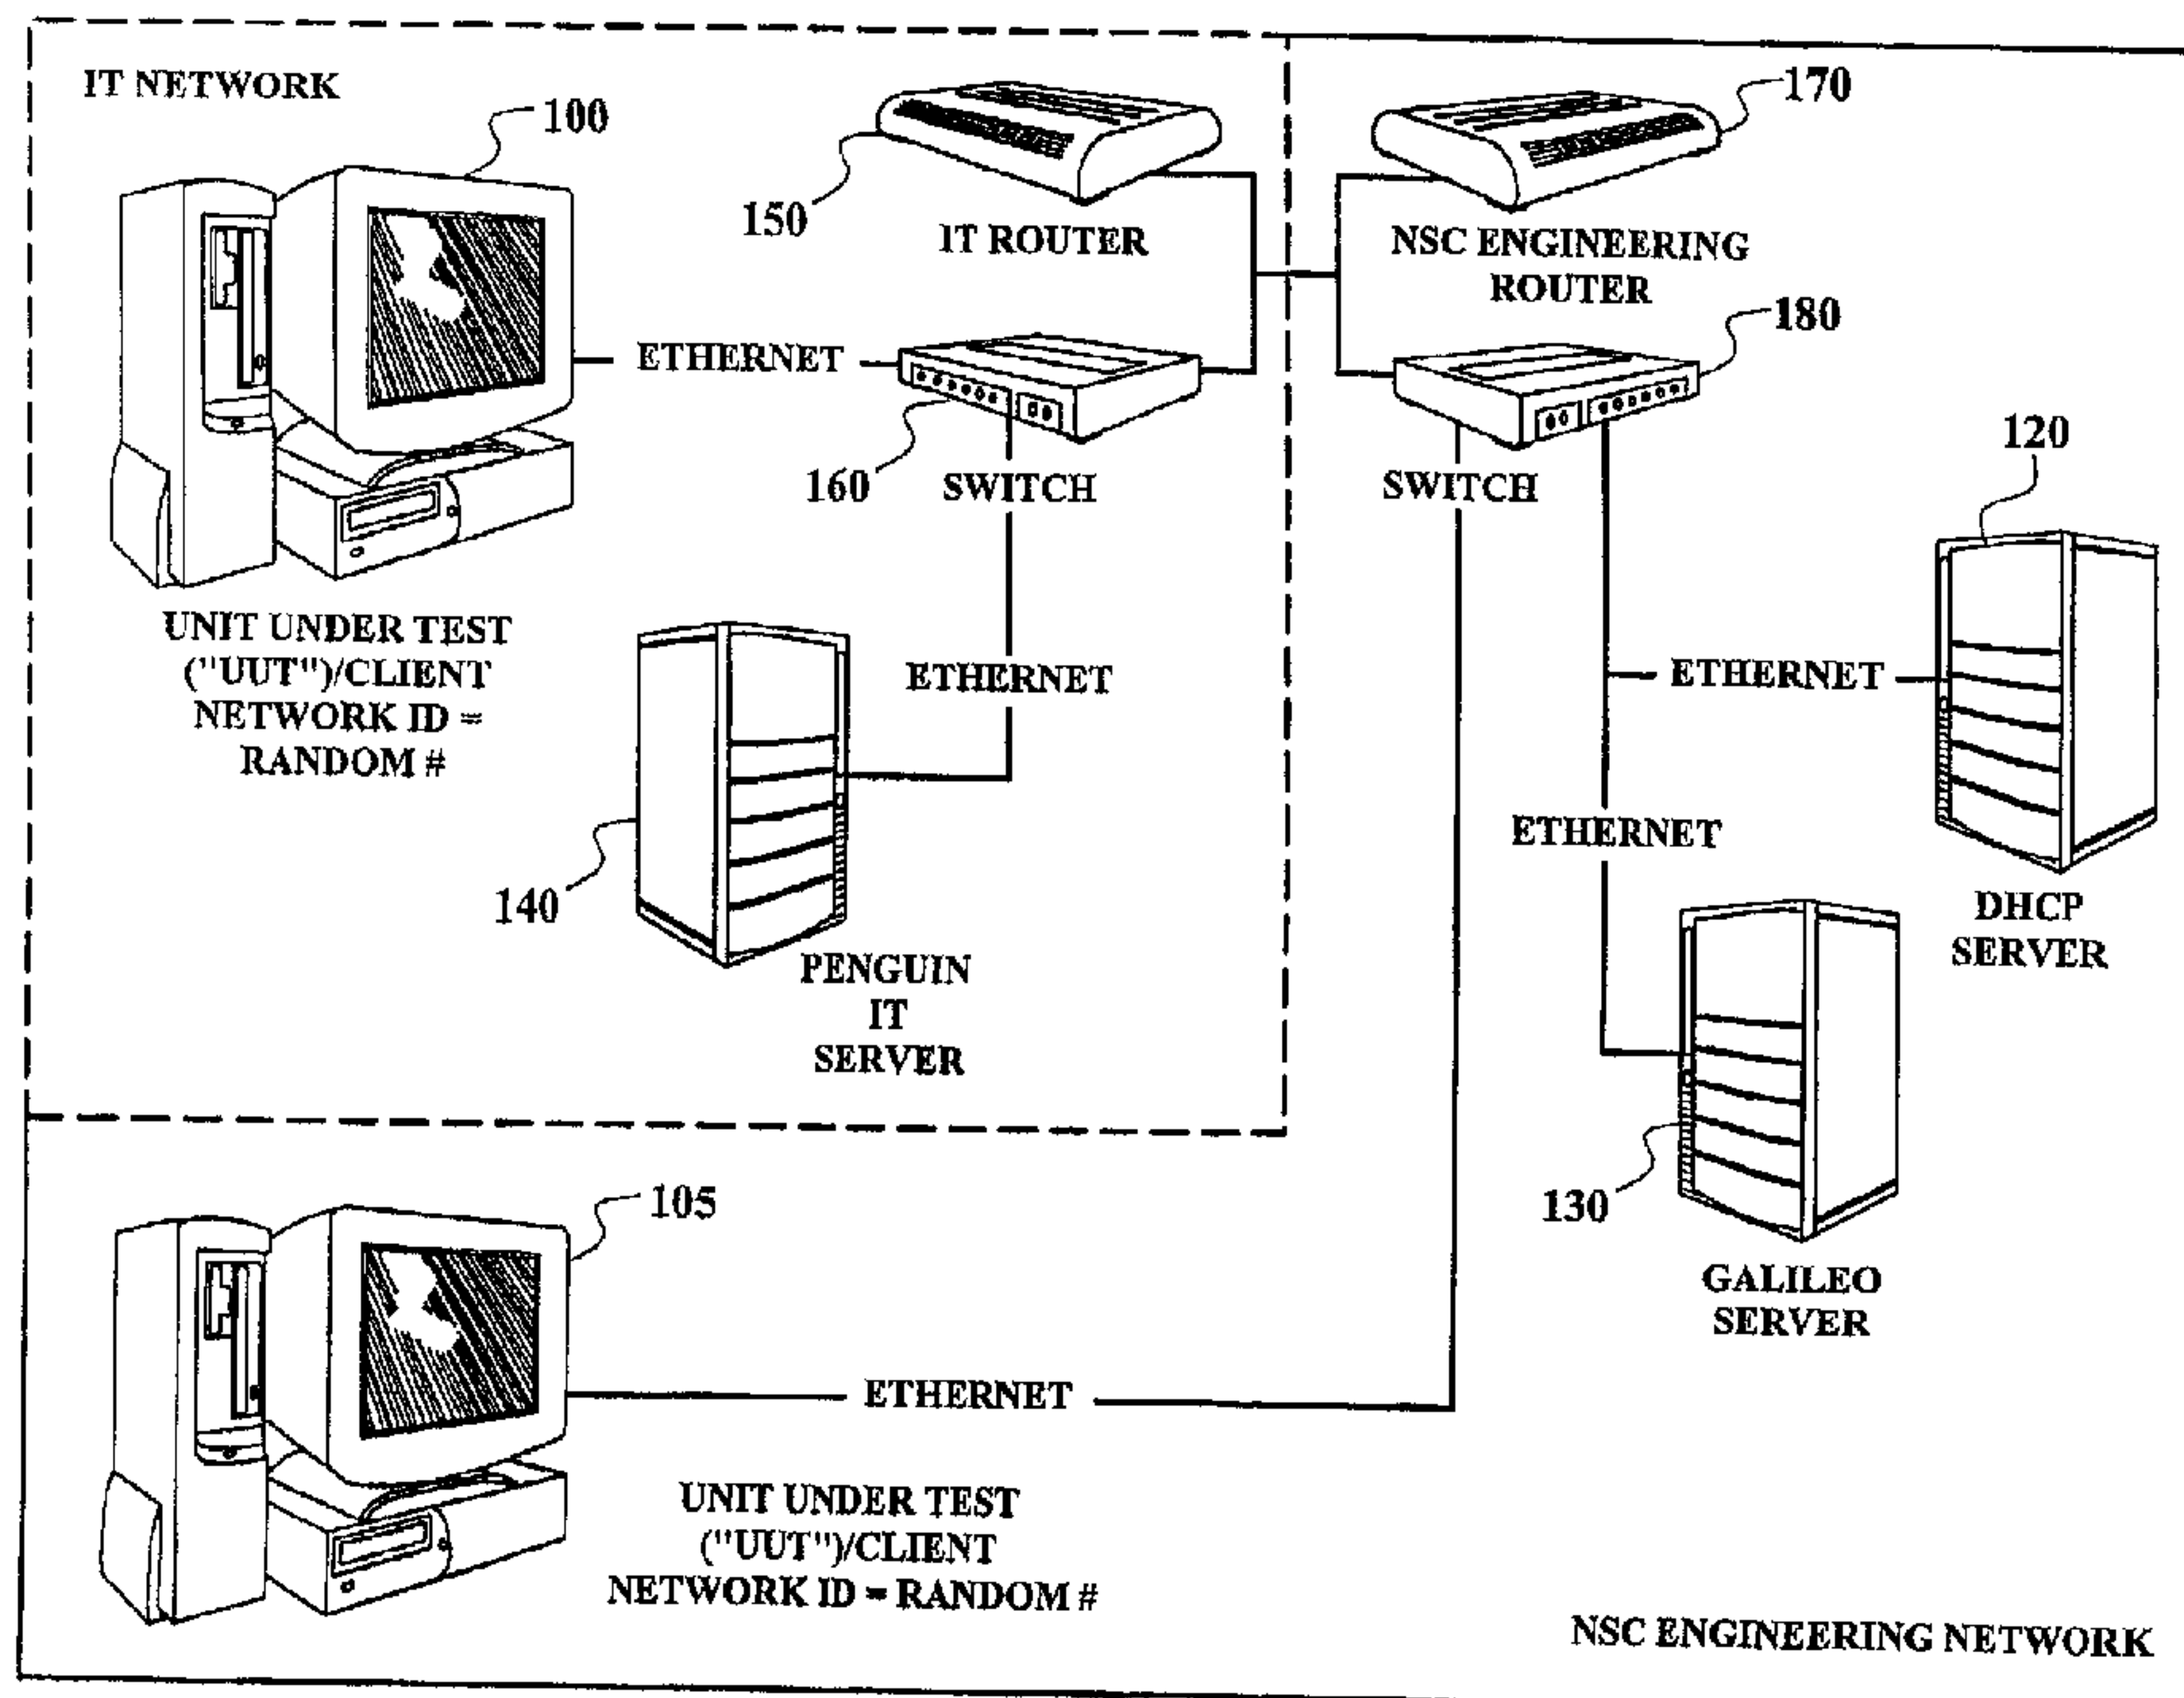 IT NETWORK
100
150
IT ROUTER
170
NSC ENGINEERING
ROUTER
ETHERNET
160
SWITCH
180
SWITCH
120
UNIT UNDER TEST
("UUT")/CLIENT
NETWORK ID =
RANDOM #
ETHERNET
140
PENGUIN
IT
SERVER
ETHERNET
DHCP
SERVER
ETHERNET
130
GALILEO
SERVER
105
ETHERNET
UNIT UNDER TEST
("UUT")/CLIENT
NETWORK ID = RANDOM #
NSC ENGINEERING NETWORK